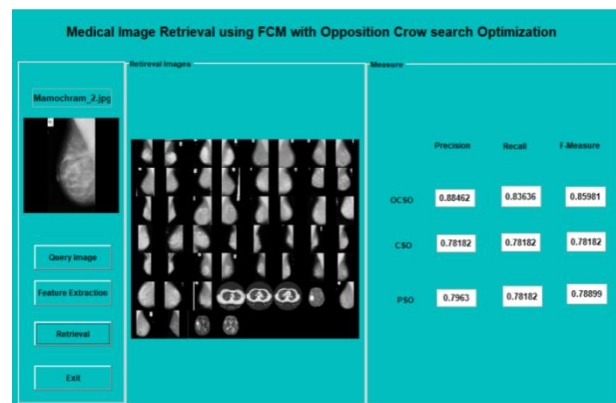 Medical Image Retrieval using FCM with Opposition Crow search Optimization
Mamochram_2.jpg
Query Image
Feature Extraction
Retrieval
Exit
Retireval Images
Measure
Precision Recall F-Measure
OCSO 0.88462 0.83636 0.85981
CSO 0.78182 0.78182 0.78182
PSO 0.7963 0.78182 0.78899